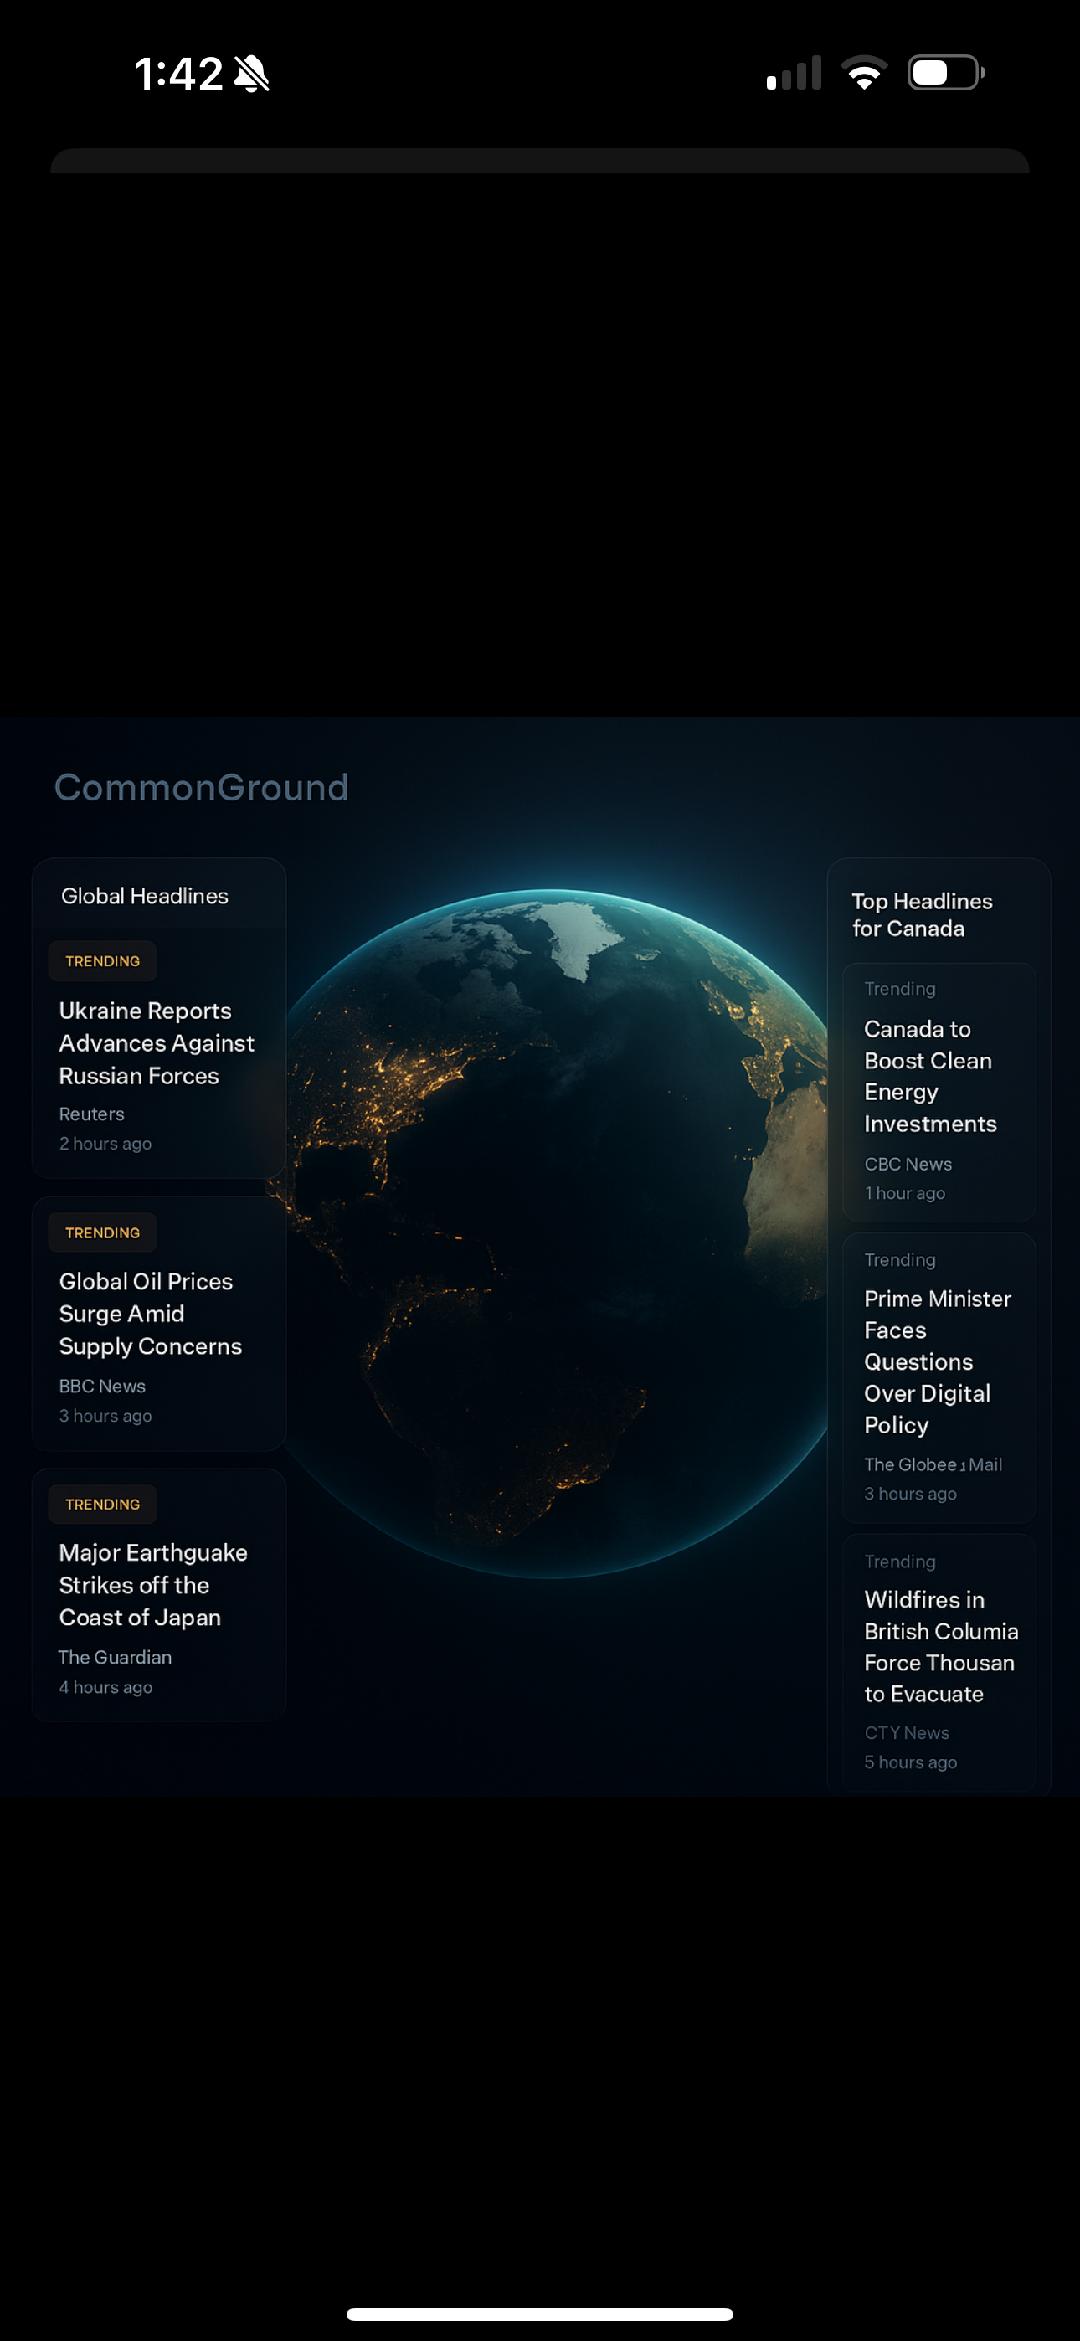 1:42
CommonGround
Global Headlines
TRENDING
Ukraine Reports
Advances Against
Russian Forces
Reuters
2 hours ago
TRENDING
Global Oil Prices
Surge Amid
Supply Concerns
BBC News
3 hours ago
TRENDING
Major Earthguake
Strikes off the
Coast of Japan
The Guardian
4 hours ago
Top Headlines
for Canada
Trending
Canada to
Boost Clean
Energy
Investments
CBC News
1 hour ago
Trending
Prime Minister
Faces
Questions
Over Digital
Policy
The Globee Mail
3 hours ago
Trending
Wildfires in
British Columia
Force Thousan
to Evacuate
CTY News
5 hours ago